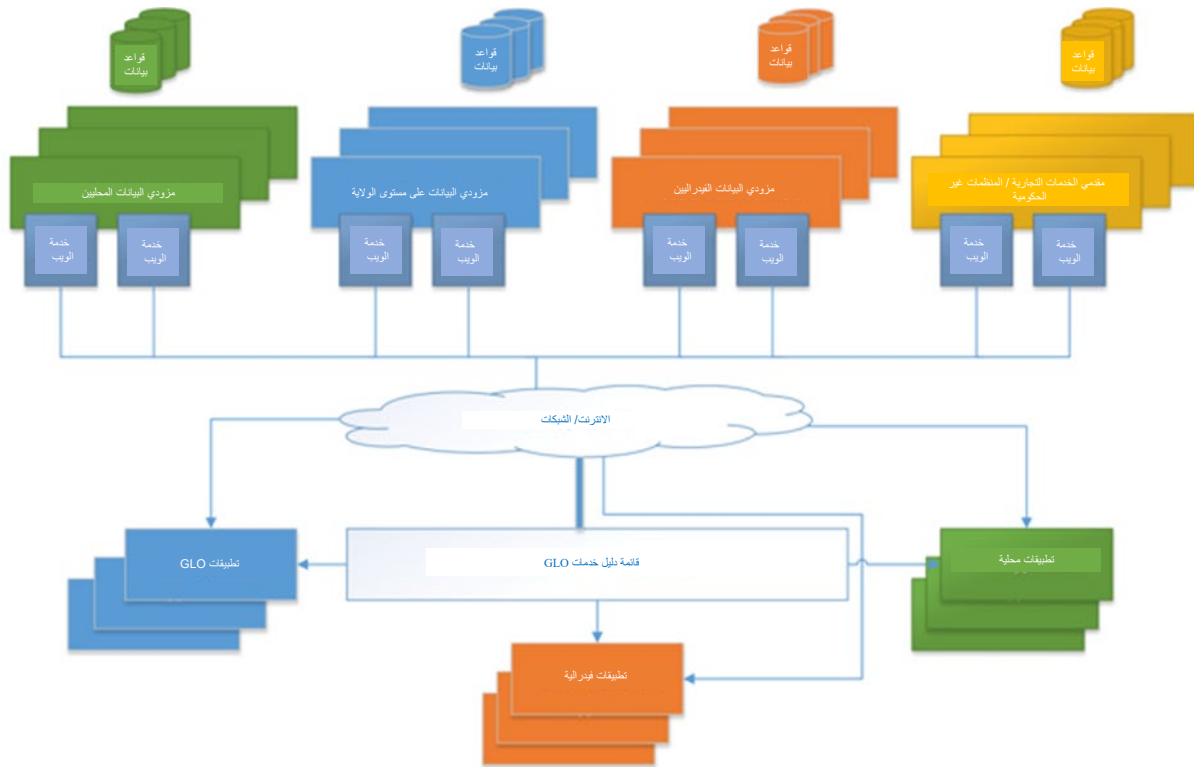 قواعد
بيانات
قواعد
بيانات
قواعد
بيانات
قواعد
بيانات
مزودي البيانات المحليين
مزودي البيانات على مستوى الولاية
مزودي البيانات الفيدراليين
مقدمي الخدمات التجارية / المنظمات غير
الحكومية
خدمة
الويب
خدمة
الويب
خدمة
الويب
خدمة
الويب
خدمة
الويب
خدمة
الويب
خدمة
الويب
خدمة
الويب
الانترنت/ الشبكات
تطبيقات GLO
قائمة دليل خدمات GLO
تطبيقات محلية
تطبيقات فيدرالية